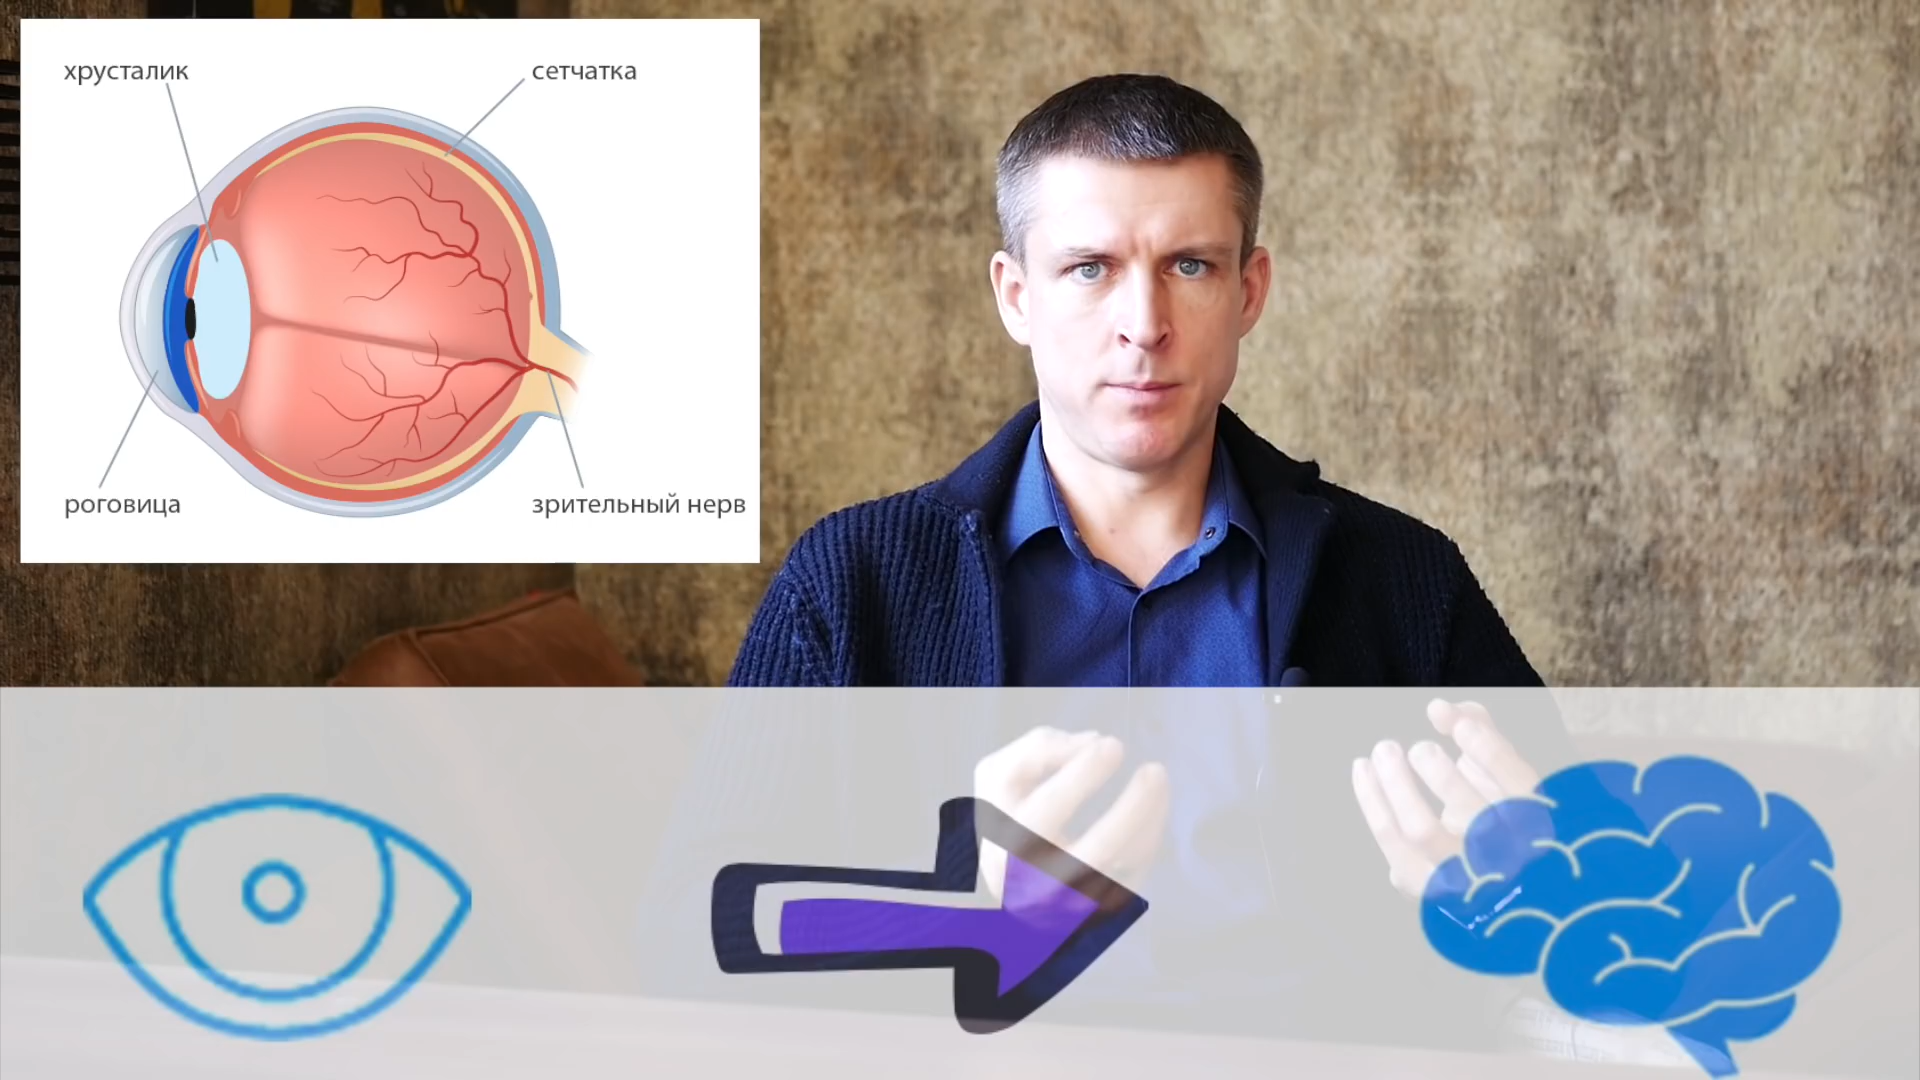 хрусталик
сетчатка
роговица
зрительный нерв